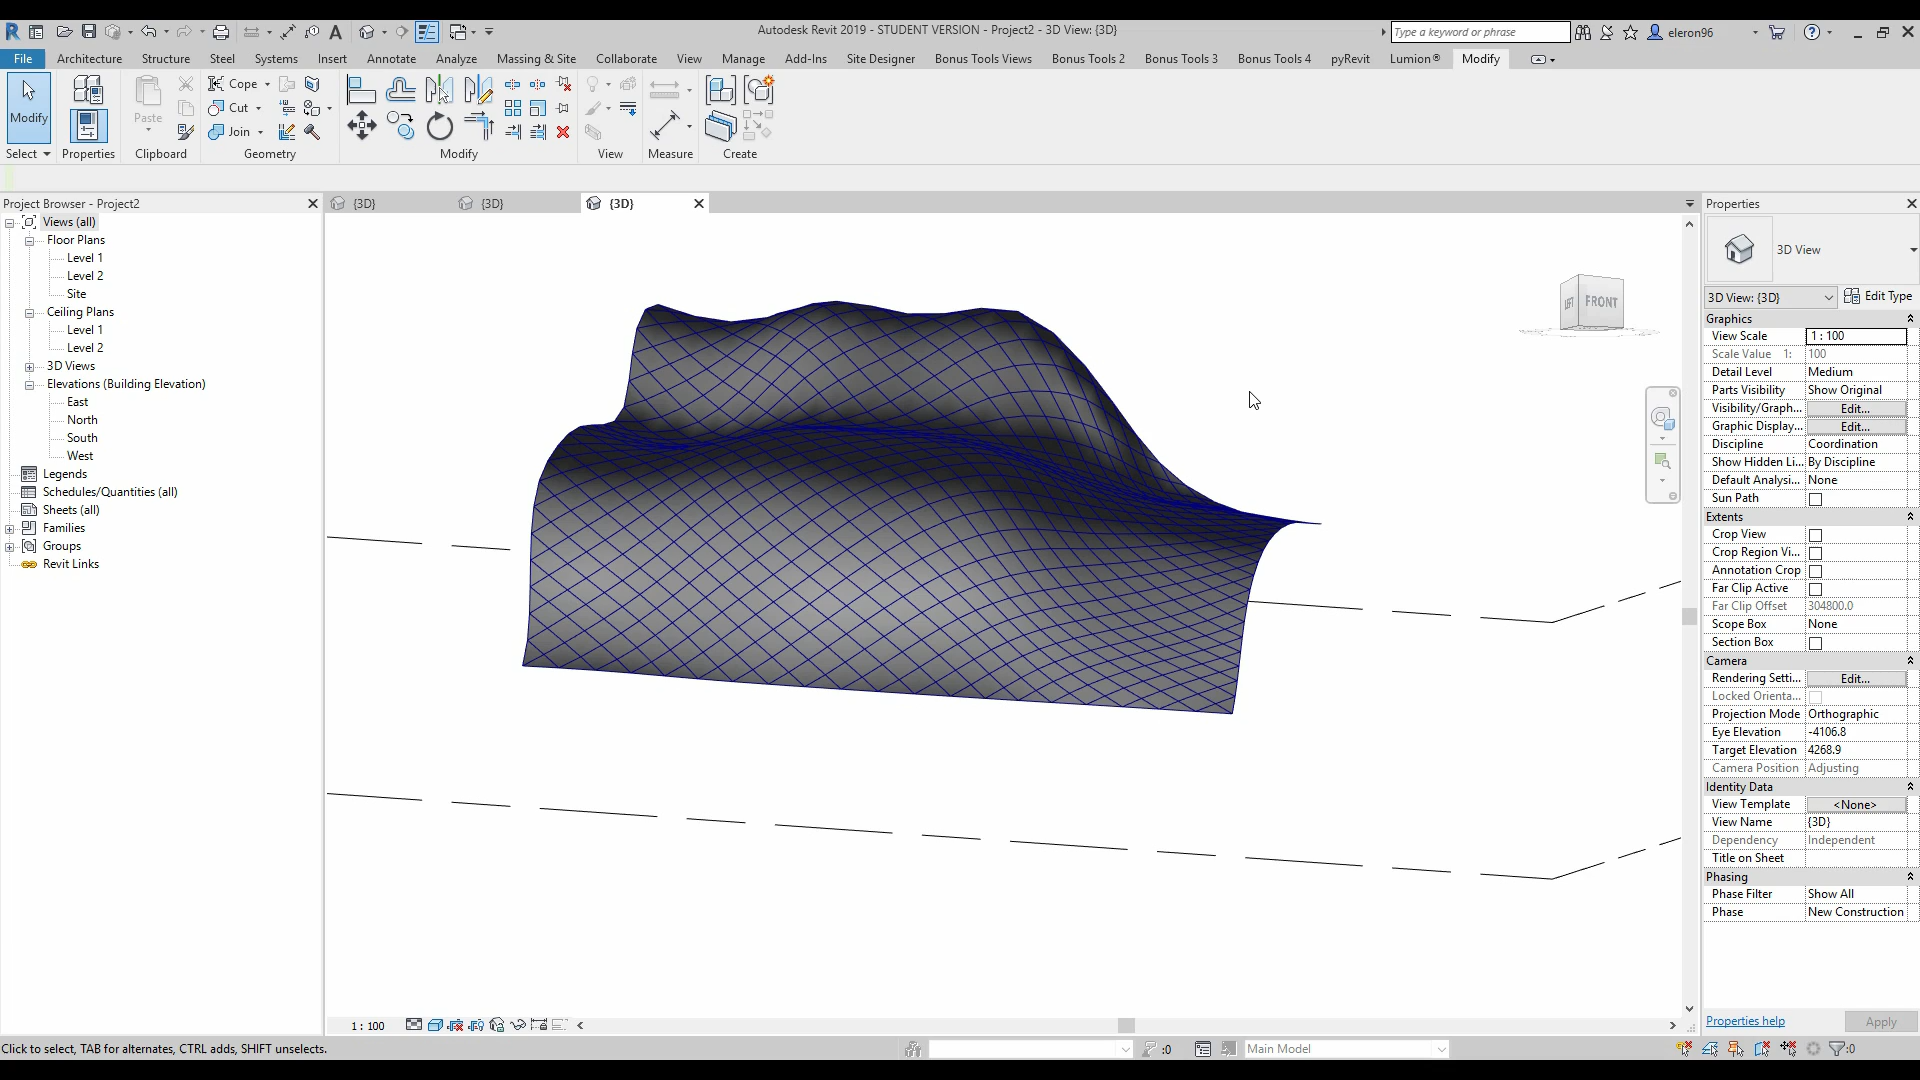 Autodesk Revit 2019 - STUDENT VERSION - Project2 - 3D View: {3D}
Type a keyword or phrase
eleron96
File Architecture Structure Steel Systems Insert Annotate Analyze Massing & Site Collaborate View Manage Add-Ins Site Designer Bonus Tools Views Bonus Tools 2 Bonus Tools 3 Bonus Tools 4 pyRevit Lumion® Modify
Modify
Paste
Cope
Cut
Join
Select Properties Clipboard Geometry Modify View Measure Create
Project Browser - Project2
Views (all)
Floor Plans
Level 1
Level 2
Site
Ceiling Plans
Level 1
Level 2
3D Views
Elevations (Building Elevation)
East
North
South
West
Legends
Schedules/Quantities (all)
Sheets (all)
Families
Groups
Revit Links
{3D} {3D} {3D}
LEFT FRONT
Properties
3D View
3D View: {3D} Edit Type
Graphics
View Scale 1 : 100
Scale Value 1: 100
Detail Level Medium
Parts Visibility Show Original
Visibility/Graph... Edit...
Graphic Display... Edit...
Discipline Coordination
Show Hidden Li... By Discipline
Default Analysi... None
Sun Path
Extents
Crop View
Crop Region Vi...
Annotation Crop
Far Clip Active
Far Clip Offset 304800.0
Scope Box None
Section Box
Camera
Rendering Setti... Edit...
Locked Orienta...
Projection Mode Orthographic
Eye Elevation -4106.8
Target Elevation 4268.9
Camera Position Adjusting
Identity Data
View Template <None>
View Name {3D}
Dependency Independent
Title on Sheet
Phasing
Phase Filter Show All
Phase New Construction
Properties help Apply
1 : 100
Click to select, TAB for alternates, CTRL adds, SHIFT unselects.
:0
Main Model
:0